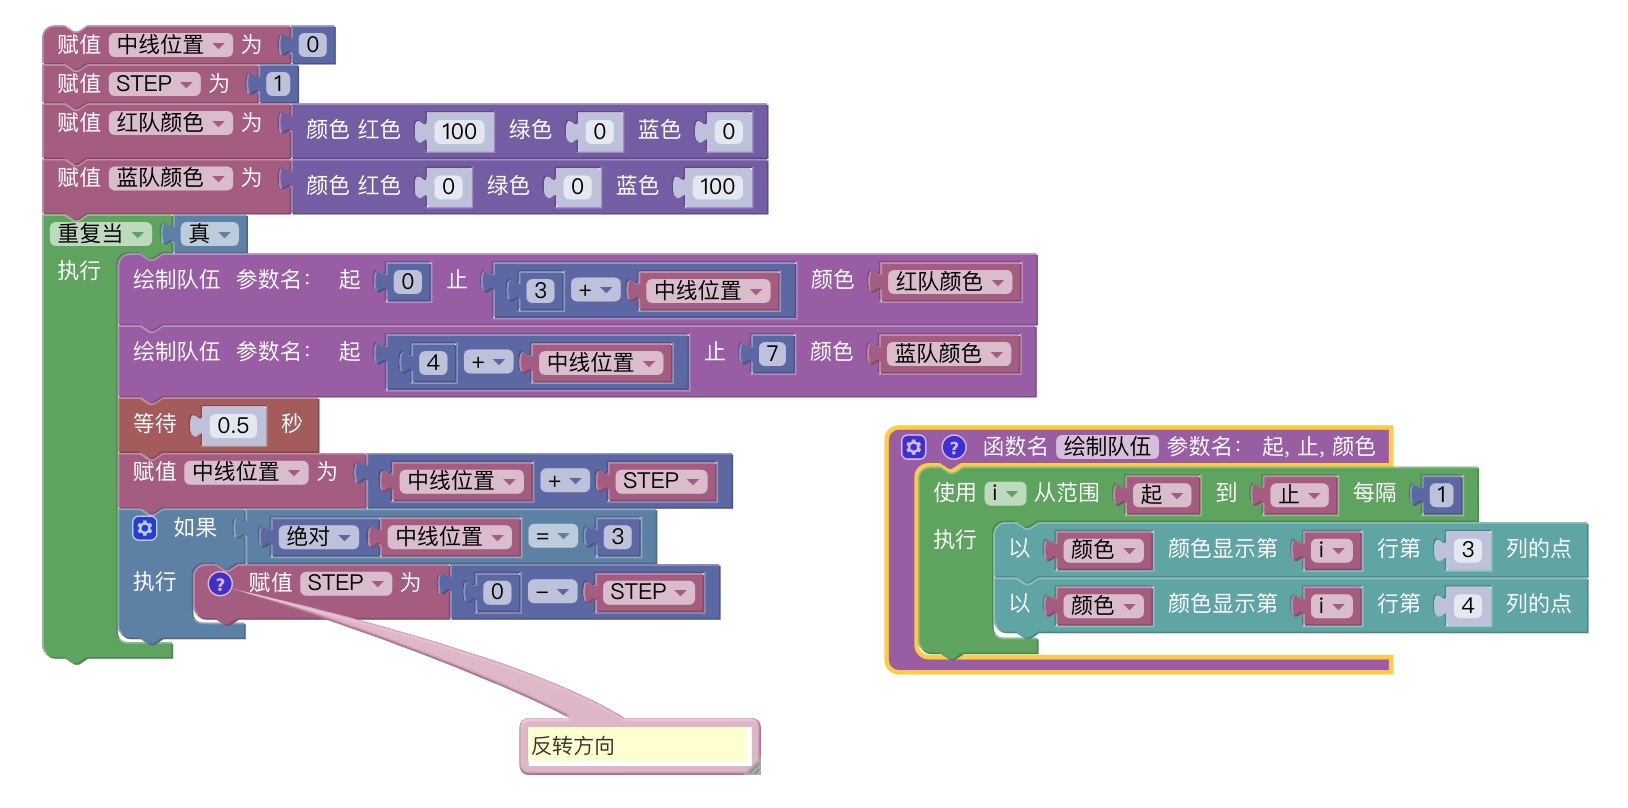 赋值 中线位置 为 0
赋值 STEP 为 1
赋值 红队颜色 为 颜色 红色 100 绿色 0 蓝色 0
赋值 蓝队颜色 为 颜色 红色 0 绿色 0 蓝色 100
重复当 真
执行 绘制队伍 参数名: 起 0 止 3 + 中线位置 颜色 红队颜色
绘制队伍 参数名: 起 4 + 中线位置 止 7 颜色 蓝队颜色
等待 0.5 秒
赋值 中线位置 为 中线位置 + STEP
如果 绝对 中线位置 = 3
执行 ? 赋值 STEP 为 0 - STEP
反转方向
? 函数名 绘制队伍 参数名: 起, 止, 颜色
使用 i 从范围 起 到 止 每隔 1
执行 以 颜色 颜色显示第 i 行第 3 列的点
以 颜色 颜色显示第 i 行第 4 列的点